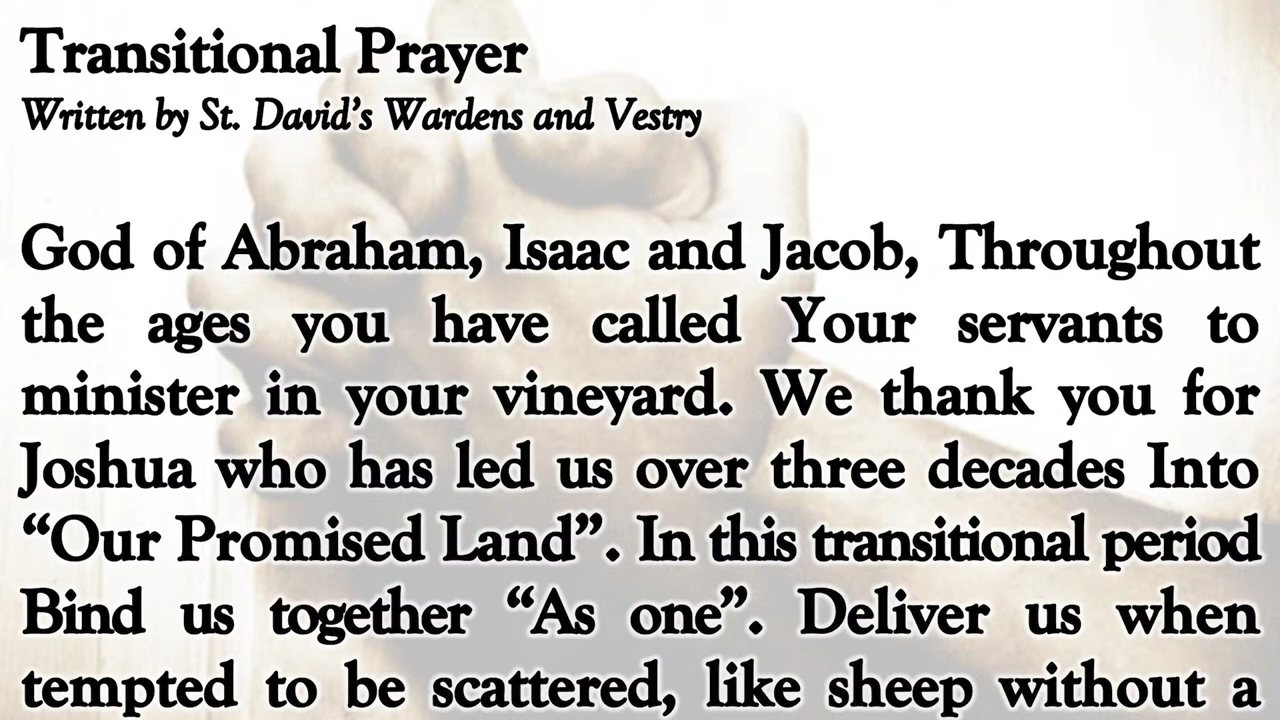 Transitional Prayer
Written by St. David’s Wardens and Vestry
God of Abraham, Isaac and Jacob, Throughout
the ages you have called Your servants to
minister in your vineyard. We thank you for
Joshua who has led us over three decades Into
“Our Promised Land”. In this transitional period
Bind us together “As one”. Deliver us when
tempted to be scattered, like sheep without a